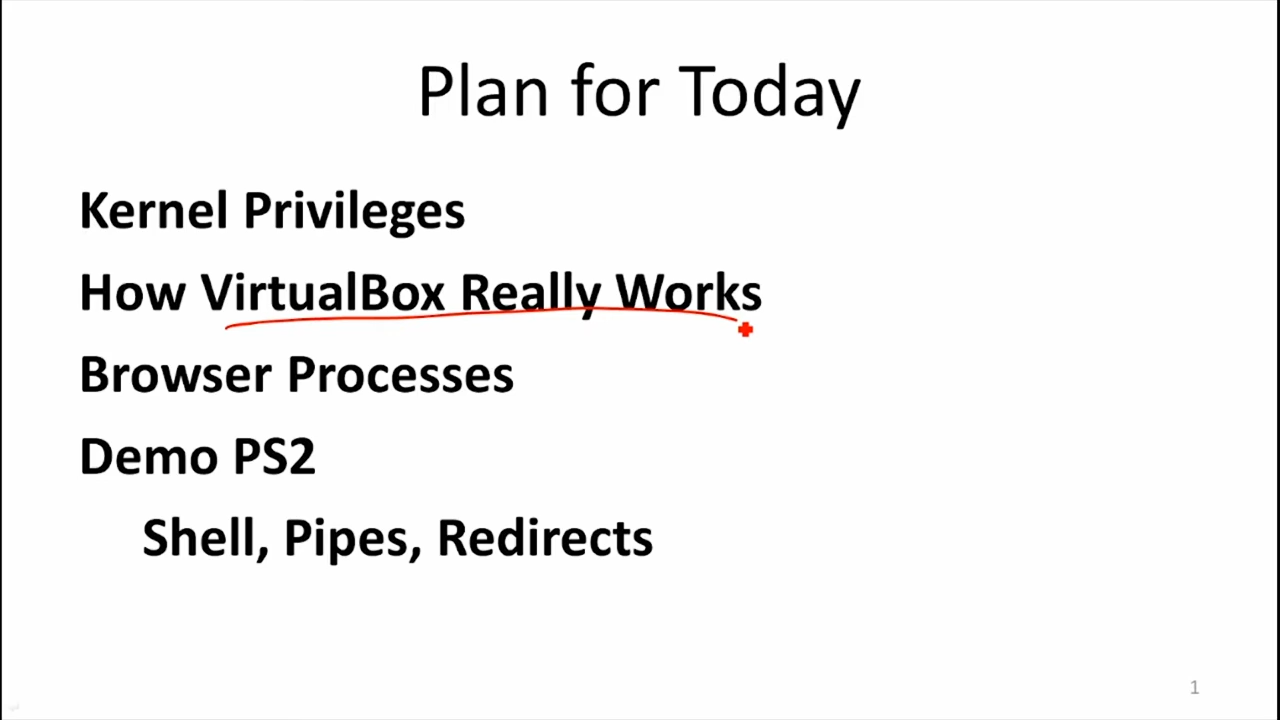 Plan for Today
Kernel Privileges
How VirtualBox Really Works
Browser Processes
Demo PS2
Shell, Pipes, Redirects
1